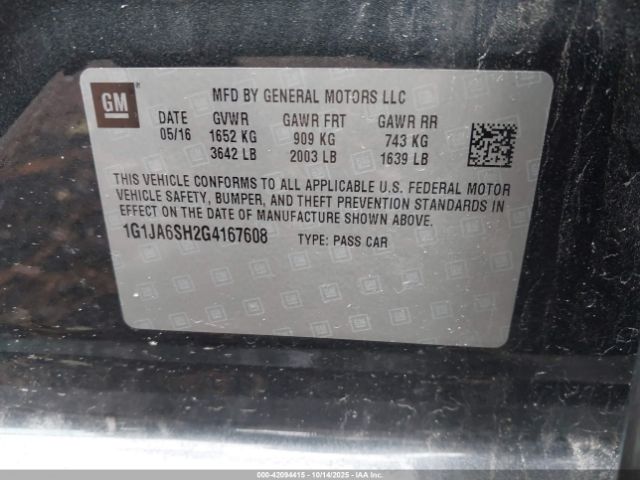 GM
MFD BY GENERAL MOTORS LLC
DATE GVWR GAWR FRT GAWR RR
05/16 1652 KG 909 KG 743 KG
3642 LB 2003 LB 1639 LB
THIS VEHICLE CONFORMS TO ALL APPLICABLE U.S. FEDERAL MOTOR
VEHICLE SAFETY, BUMPER, AND THEFT PREVENTION STANDARDS IN
EFFECT ON THE DATE OF MANUFACTURE SHOWN ABOVE.
1G1JA6SH2G4167608 TYPE: PASS CAR
000-42094415 - 10/14/2025 - IAAI.COM